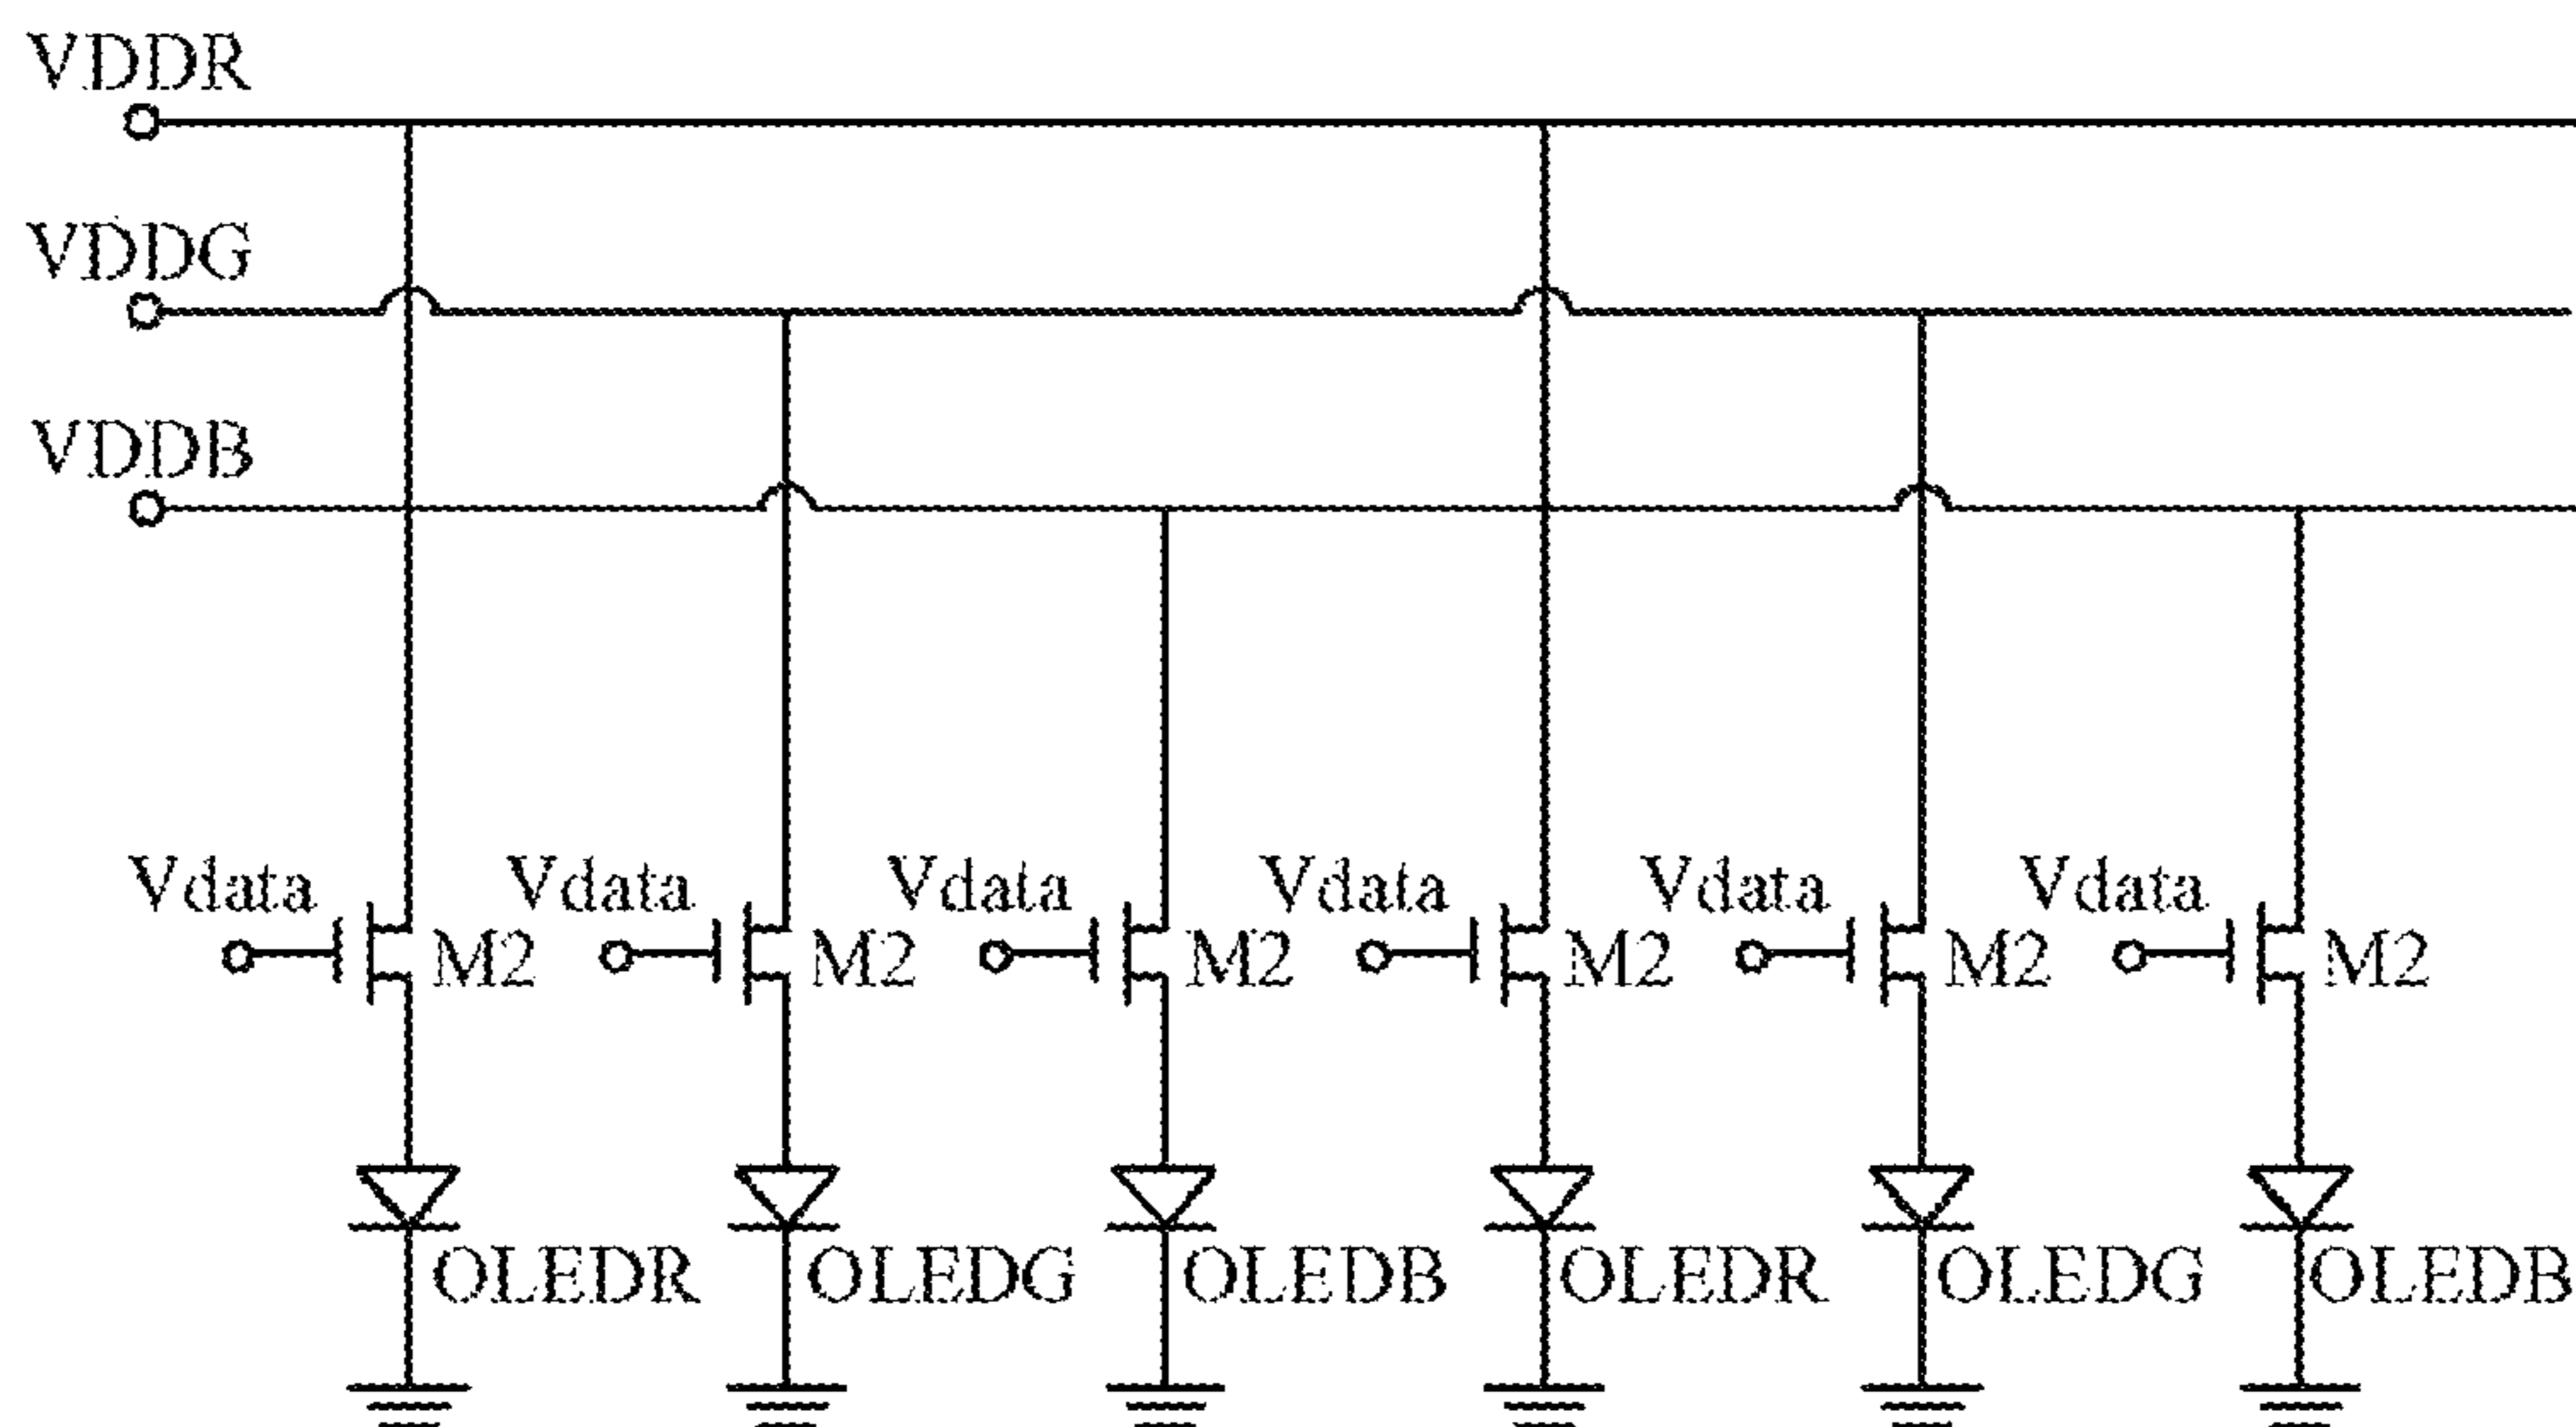 VDDR
VDDG
VDDB
Vdata Vdata Vdata Vdata Vdata Vdata
M2 M2 M2 M2 M2 M2
OLEDR OLEDG OLEDB OLEDR OLEDG OLEDB